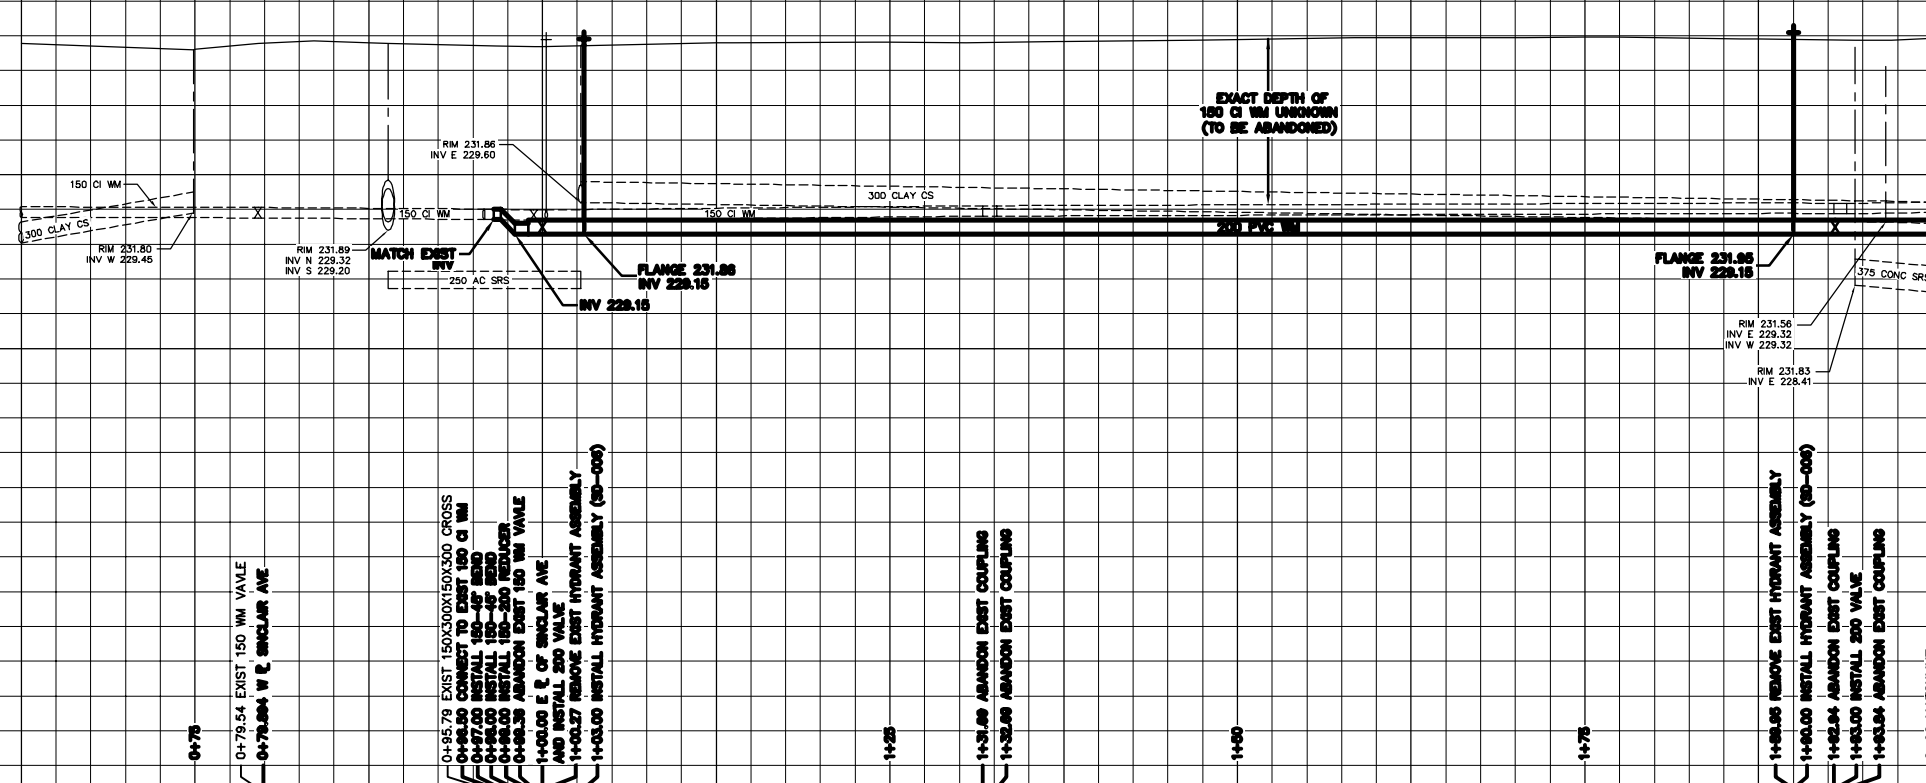 EXACT DEPTH OF
150 CI WM UNKNOWN
(TO BE ABANDONED)
RIM 231.86
INV E 229.60
150 CI WM
300 CLAY CS
150 CI WM
150 CI WM
300 CLAY CS
200 PVC WM
RIM 231.80
INV W 229.45
RIM 231.89
INV N 229.32
INV S 229.20
MATCH EXIST
INV
250 AC SRS
FLANGE 231.86
INV 229.15
INV 229.15
FLANGE 231.95
INV 229.15
375 CONC SRS
RIM 231.56
INV E 229.32
INV W 229.32
RIM 231.83
INV E 228.41
0+75
0+79.54 EXIST 150 WM VAVLE
0+79.884 W PL SINCLAIR AVE
0+95.79 EXIST 150X300X150X300 CROSS
0+96.50 CONNECT TO EXIST 150 CI WM
0+97.00 INSTALL 150-45° BEND
0+98.00 INSTALL 150-45° BEND
0+99.00 INSTALL 150-200 REDUCER
0+99.38 ABANDON EXIST 150 WM VAVLE
1+00.00 E PL OF SINCLAIR AVE
AND INSTALL 200 VALVE
1+00.27 REMOVE EXIST HYDRANT ASSEMBLY
1+03.00 INSTALL HYDRANT ASSEMBLY (SD-006)
1+25
1+31.69 ABANDON EXIST COUPLING
1+32.69 ABANDON EXIST COUPLING
1+50
1+75
1+89.95 REMOVE EXIST HYDRANT ASSEMBLY
1+90.00 INSTALL HYDRANT ASSEMBLY (SD-006)
1+92.94 ABANDON EXIST COUPLING
1+93.00 INSTALL 200 VALVE
1+93.84 ABANDON EXIST COUPLING